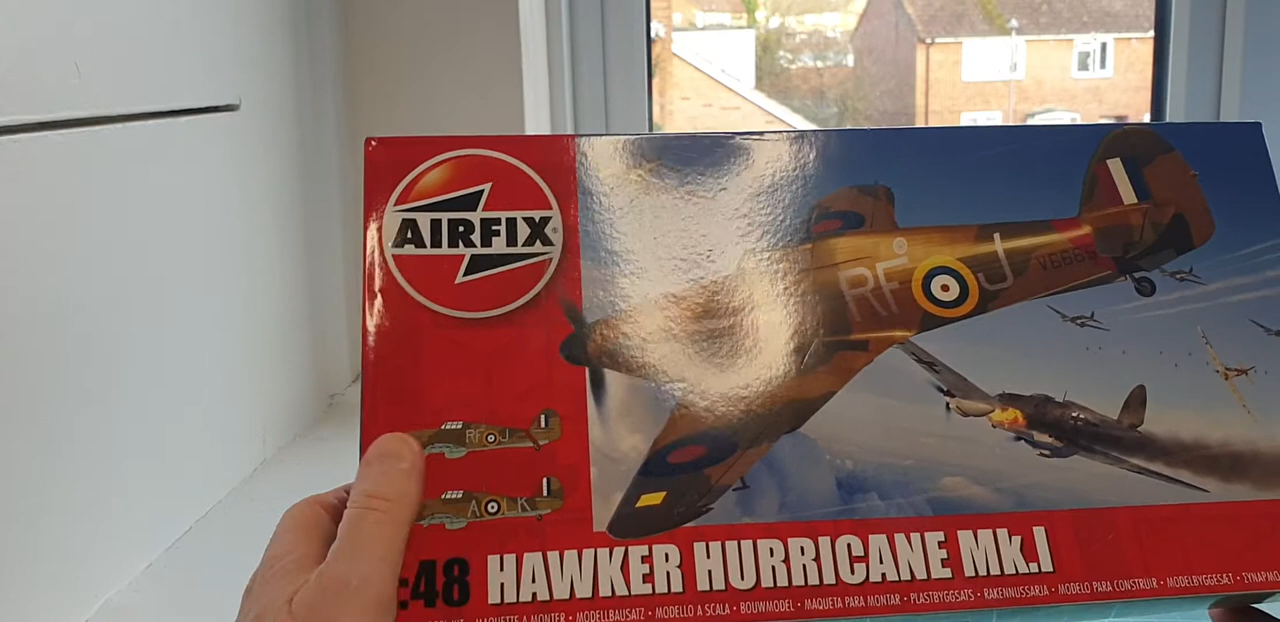 AIRFIX
RF J
V6665
RF J
A LK
:48 HAWKER HURRICANE Mk.I
MAQUETTE A MONTER • MODELLBAUSATZ • MODELLO A SCALA • BOUWMODEL • MAQUETA PARA MONTAR • PLASTBYGGSATS • RAKENNUSSARJA • MODELO PARA CONSTRUIR • MODELBYGGESÆT •